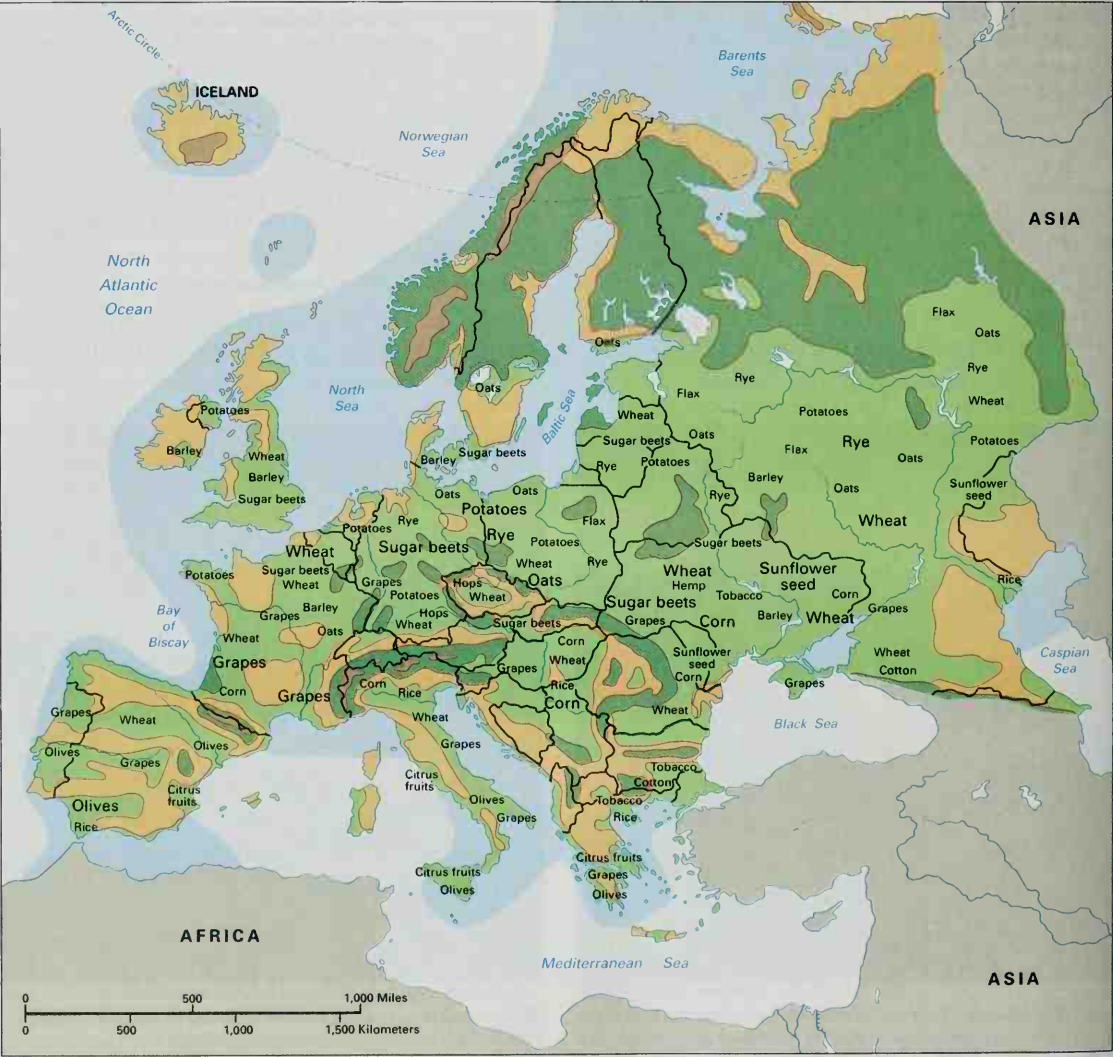 Arctic Circle
Barents
Sea
ICELAND
Norwegian
Sea
ASIA
North
Atlantic
Ocean
Flax
Oats
Oats
Rye
North
Sea
Rye
Oats
Flax
Wheat
Baltic Sea
Potatoes
Wheat
Potatoes
Rye
Potatoes
Sugar beets
Oats
Flax
Oats
Barley
Wheat
Barley
Sugar beets
Rye
Potatoes
Barley
Sunflower
seed
Barley
Oats
Oats
Rye
Oats
Sugar beets
Potatoes
Wheat
Potatoes
Rye
Rye
Flax
Sugar beets
Wheat
Sugar beets
Potatoes
Sugar beets
Wheat
Rye
Wheat
Sunflower
seed
Potatoes
Wheat
Grapes
Hops
Oats
Hemp
Rice
Potatoes
Wheat
Tobacco
Corn
Bay
of
Biscay
Grapes
Barley
Hops
Sugar beets
Grapes
Oats
Wheat
Sugar beets
Grapes
Corn
Barley
Wheat
Wheat
Corn
Sunflower
seed
Wheat
Grapes
Grapes
Wheat
Caspian
Sea
Cotton
Corn
Grapes
Corn
Rice
Rice
Corn
Grapes
Grapes
Wheat
Wheat
Corn
Wheat
Black Sea
Olives
Olives
Grapes
Grapes
Tobacco
Citrus
fruits
Citrus
fruits
Cotton
Olives
Olives
Tobacco
Rice
Grapes
Rice
Citrus fruits
Citrus fruits
Grapes
Olives
Olives
AFRICA
Mediterranean Sea
ASIA
0 500 1,000 Miles
0 500 1,000 1,500 Kilometers